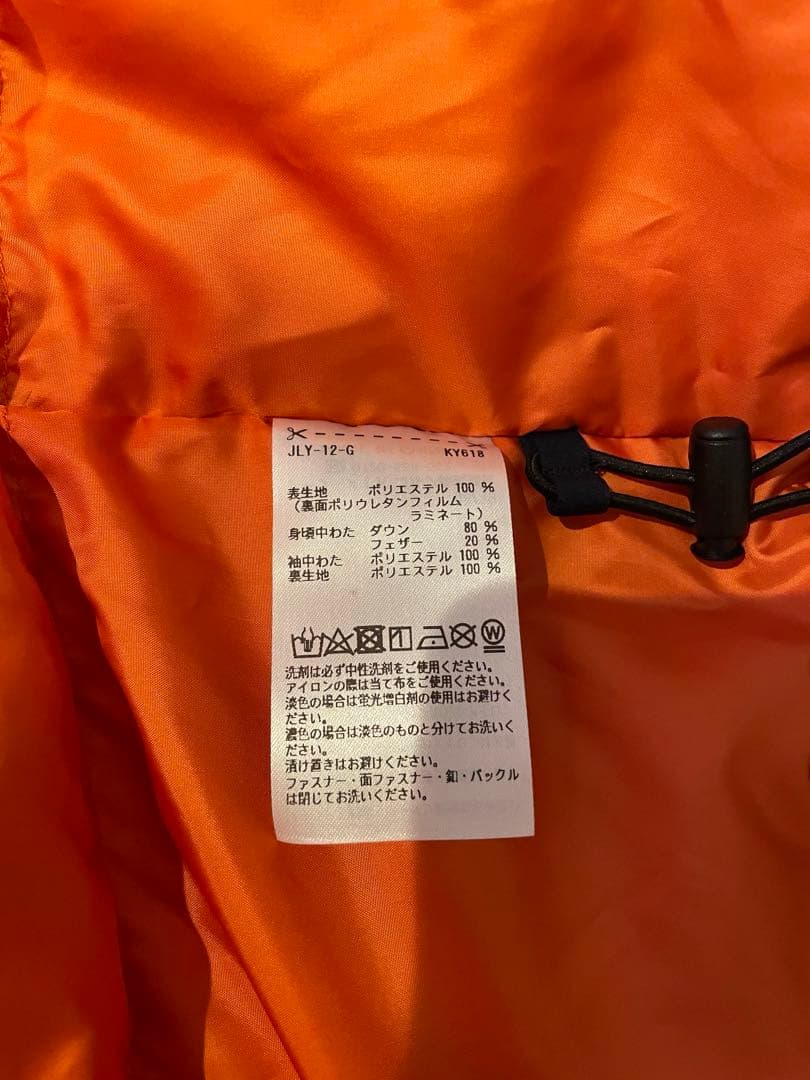 JLY-12-G KY618
表生地 ポリエステル 100 %
(裏面ポリウレタンフィルム
ラミネート)
身頃中わた ダウン 80 %
フェザー 20 %
袖中わた ポリエステル 100 %
裏生地 ポリエステル 100 %
W
洗剤は必ず中性洗剤をご使用ください。
アイロンの際は当て布をご使用ください。
淡色の場合は蛍光増白剤の使用はお避けく
ださい。
濃色の場合は淡色のものと分けてお洗いく
ださい。
漬け置きはお避けください。
ファスナー・面ファスナー・釦・バックル
は閉じてお洗いください。